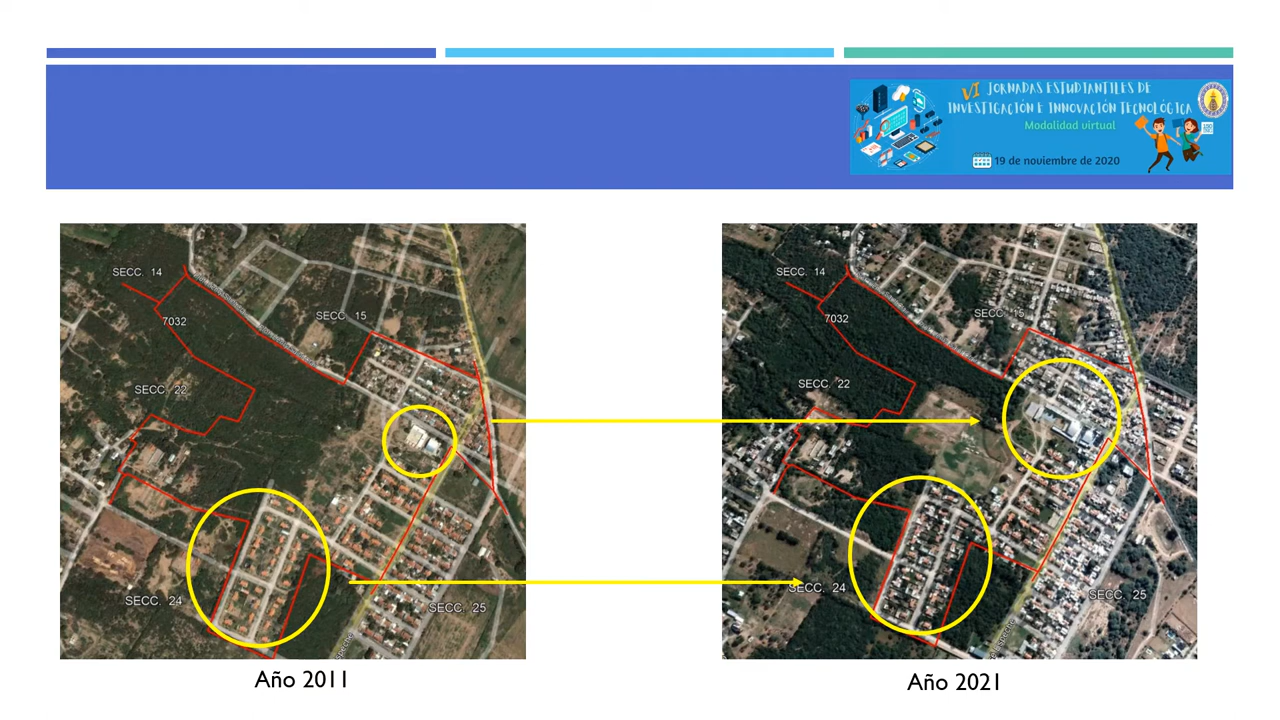 VI JORNADAS ESTUDIANTILES DE
INVESTIGACIÓN E INNOVACIÓN TECNOLÓGICA
Modalidad virtual
19 de noviembre de 2020
SECC. 14
7032
SECC. 15
SECC. 22
SECC. 24
SECC. 25
SECC. 14
7032
SECC. 15
SECC. 22
SECC. 24
SECC. 25
Año 2011
Año 2021